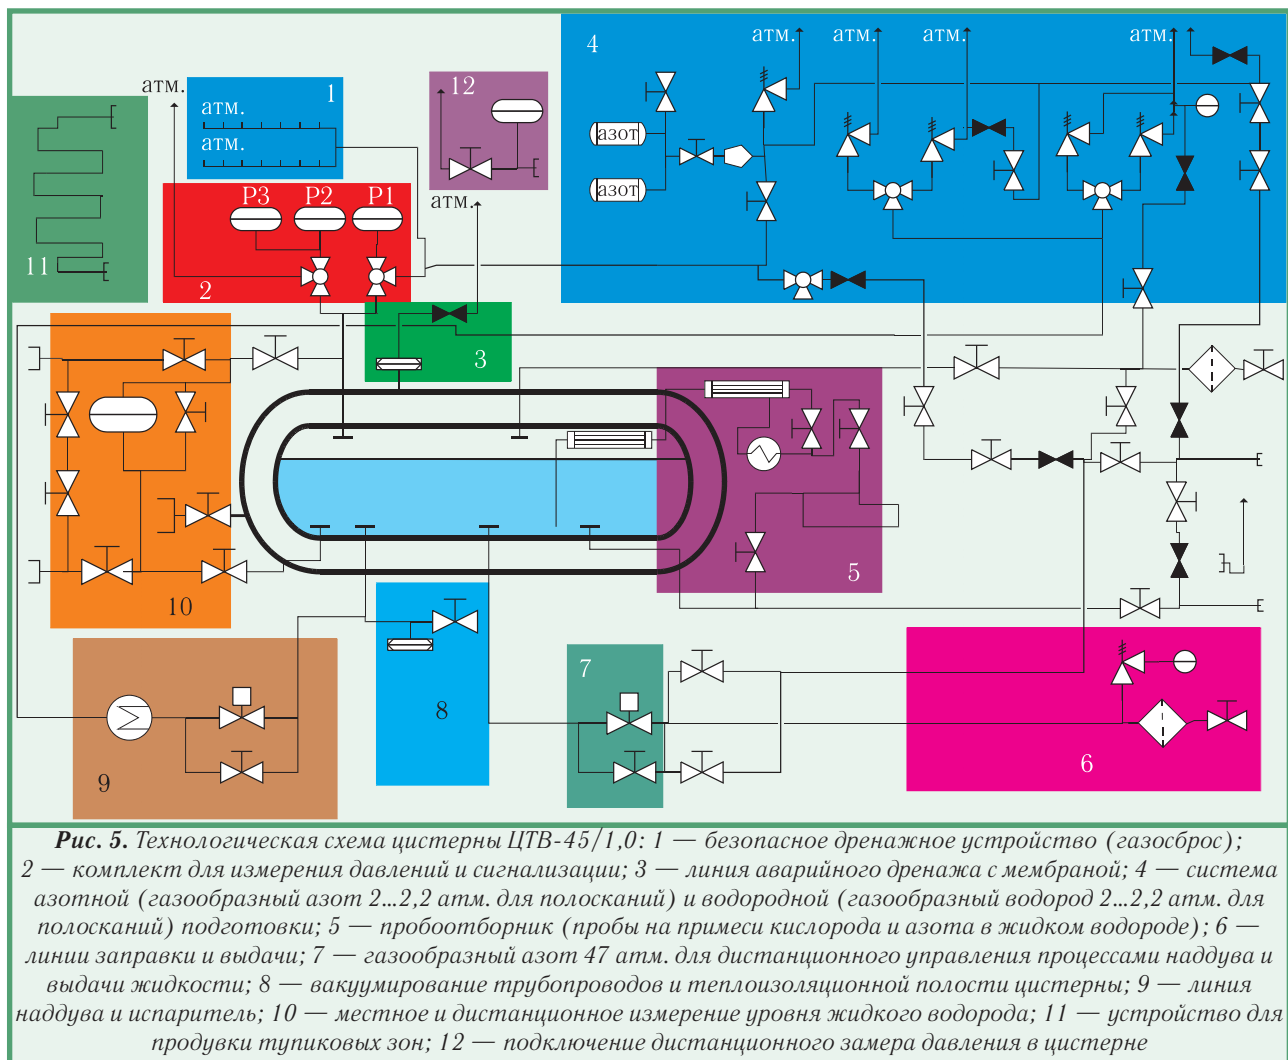 4
атм.
атм.
атм.
атм.
12
1
атм.
атм.
атм.
азот
азот
P3
P2
P1
атм.
11
2
3
5
10
7
8
9
6
Рис. 5. Технологическая схема цистерны ЦТВ-45/1,0: 1 — безопасное дренажное устройство (газосброс);
2 — комплект для измерения давлений и сигнализации; 3 — линия аварийного дренажа с мембраной; 4 — система
азотной (газообразный азот 2...2,2 атм. для полосканий) и водородной (газообразный водород 2...2,2 атм. для
полосканий) подготовки; 5 — пробоотборник (пробы на примеси кислорода и азота в жидком водороде); 6 —
линии заправки и выдачи; 7 — газообразный азот 47 атм. для дистанционного управления процессами наддува и
выдачи жидкости; 8 — вакуумирование трубопроводов и теплоизоляционной полости цистерны; 9 — линия
наддува и испаритель; 10 — местное и дистанционное измерение уровня жидкого водорода; 11 — устройство для
продувки тупиковых зон; 12 — подключение дистанционного замера давления в цистерне